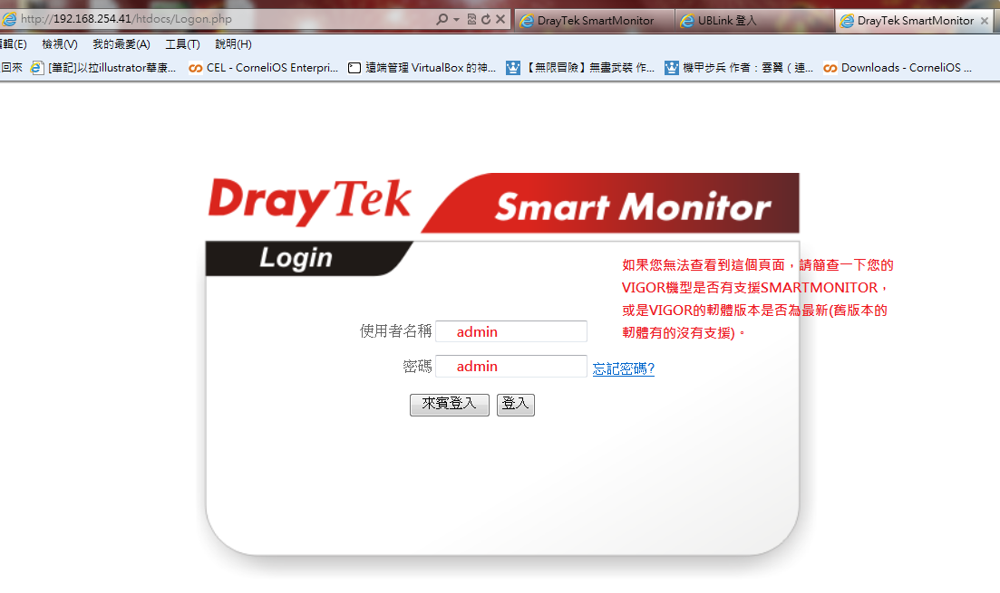 http://192.168.254.41/htdocs/Logon.php
DrayTek SmartMonitor
UBLink 登入
DrayTek SmartMonitor
編輯(E) 檢視(V) 我的最愛(A) 工具(T) 說明(H)
回來 [筆記]以拉illustrator華康... CEL - CorneliOS Enterpri... 遠端管理 VirtualBox 的神... 【無限冒險】無盡武裝 作... 機甲步兵 作者：雲翼（連... Downloads - CorneliOS ...
DrayTek Smart Monitor
Login
如果您無法查看到這個頁面，請簡查一下您的
VIGOR機型是否有支援SMARTMONITOR，
或是VIGOR的韌體版本是否為最新(舊版本的
韌體有的沒有支援)。
使用者名稱 admin
密碼 admin 忘記密碼?
來賓登入 登入